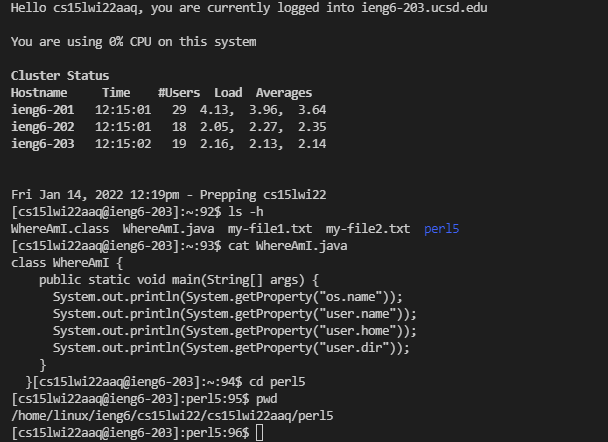 Hello cs15lwi22aaq, you are currently logged into ieng6-203.ucsd.edu
You are using 0% CPU on this system
Cluster Status
Hostname     Time    #Users  Load  Averages
ieng6-201   12:15:01   29  4.13,  3.96,  3.64
ieng6-202   12:15:01   18  2.05,  2.27,  2.35
ieng6-203   12:15:02   19  2.16,  2.13,  2.14
Fri Jan 14, 2022 12:19pm - Prepping cs15lwi22
[cs15lwi22aaq@ieng6-203]:~:92$ ls -h
WhereAmI.class  WhereAmI.java  my-file1.txt  my-file2.txt  perl5
[cs15lwi22aaq@ieng6-203]:~:93$ cat WhereAmI.java
class WhereAmI {
    public static void main(String[] args) {
      System.out.println(System.getProperty("os.name"));
      System.out.println(System.getProperty("user.name"));
      System.out.println(System.getProperty("user.home"));
      System.out.println(System.getProperty("user.dir"));
    }
  }[cs15lwi22aaq@ieng6-203]:~:94$ cd perl5
[cs15lwi22aaq@ieng6-203]:perl5:95$ pwd
/home/linux/ieng6/cs15lwi22/cs15lwi22aaq/perl5
[cs15lwi22aaq@ieng6-203]:perl5:96$